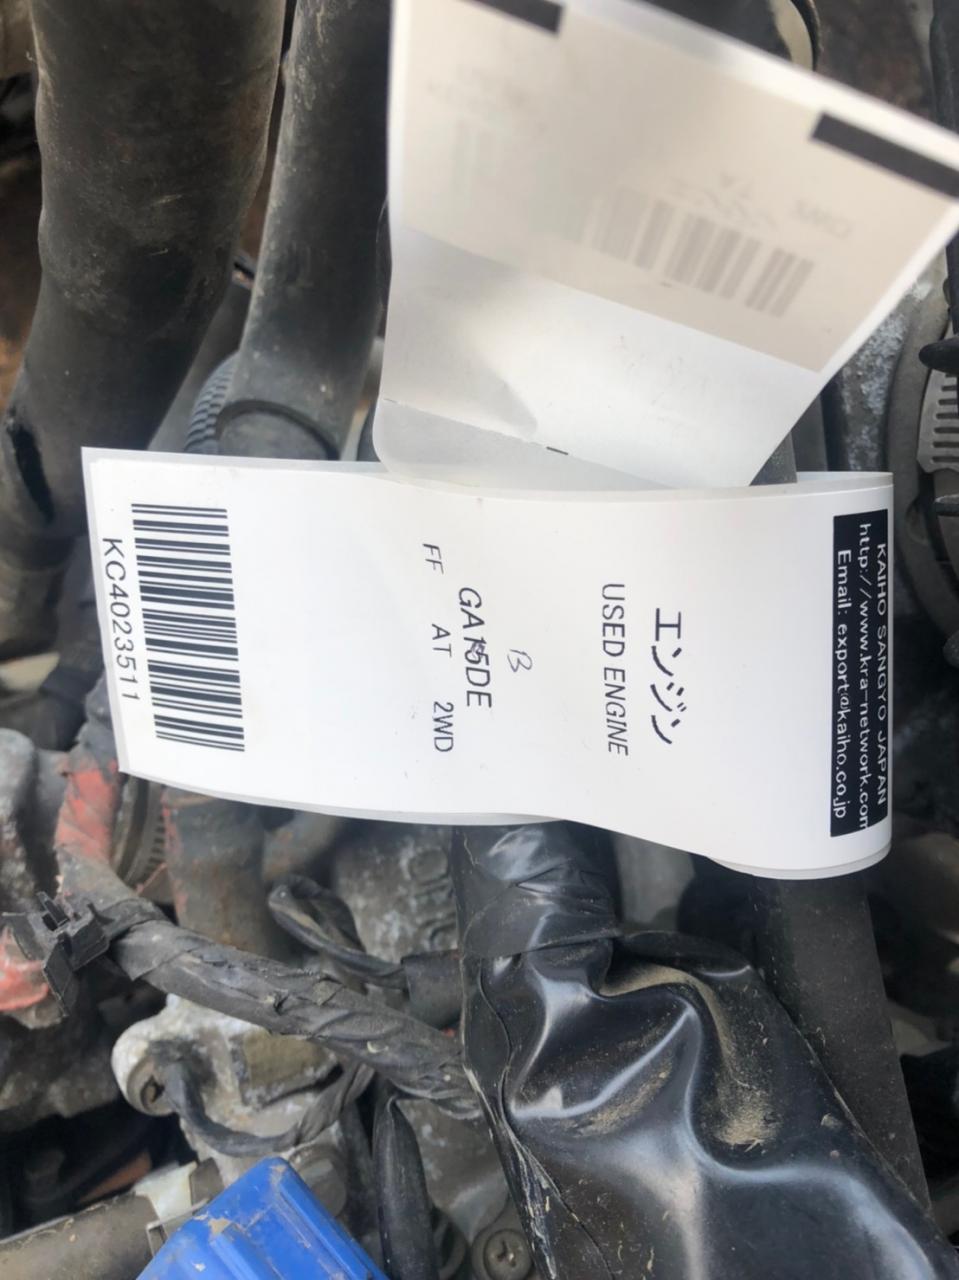 KAIHO SANGYO JAPAN
http://www.kra-network.com
Email: export@kaiho.co.jp
エンジン
USED ENGINE
13
GA15DE
FF AT 2WD
KC4023511